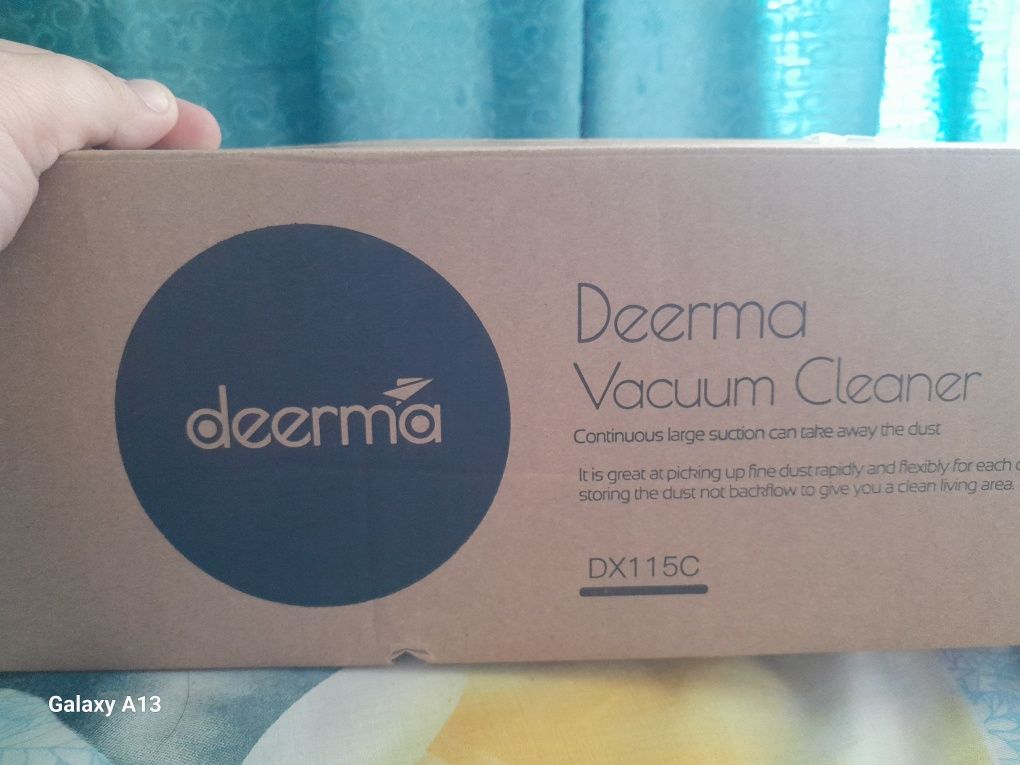 deerma
Deerma
Vacuum Cleaner
Continuous large suction can take away the dust
It is great at picking up fine dust rapidly and flexibly for each
storing the dust not backflow to give you a clean living area.
DX115C
Galaxy A13